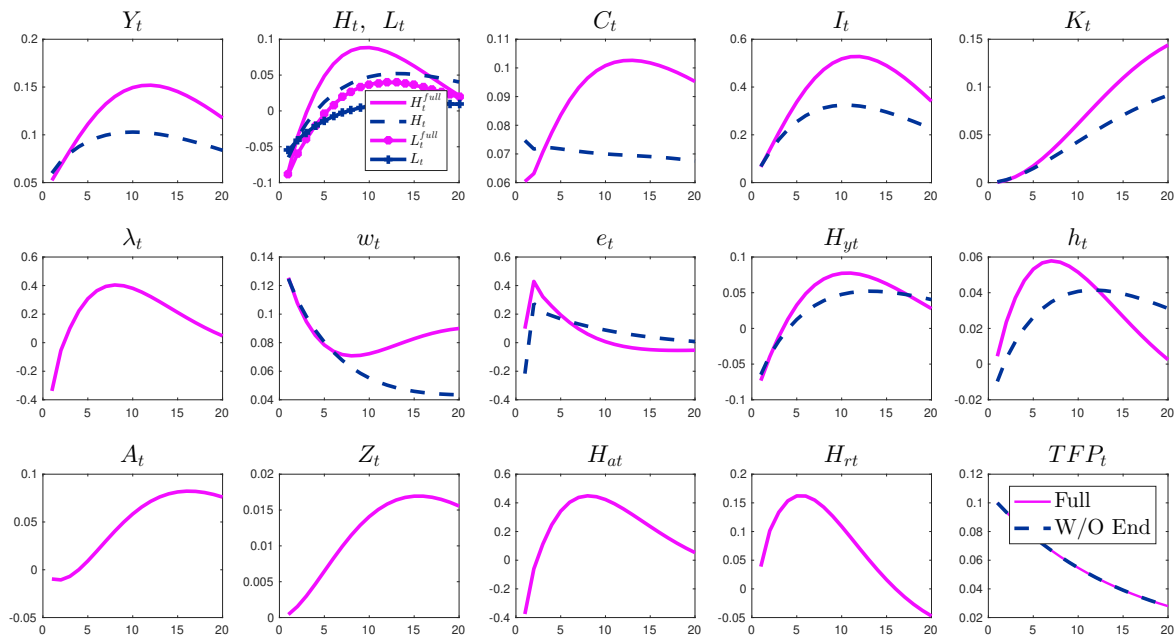 Y_t
H_t, L_t
C_t
I_t
K_t
0.2
0.15
0.1
0.05
0 5 10 15 20
0.1
0.05
0
-0.05
-0.1
0 5 10 15 20
H_t^{full}
H_t
L_t^{full}
L_t
0.11
0.1
0.09
0.08
0.07
0.06
0 5 10 15 20
0.6
0.4
0.2
0
0 5 10 15 20
0.15
0.1
0.05
0
0 5 10 15 20
λ_t
w_t
e_t
H_{yt}
h_t
0.6
0.4
0.2
0
-0.2
-0.4
0 5 10 15 20
0.14
0.12
0.1
0.08
0.06
0.04
0 5 10 15 20
0.6
0.4
0.2
0
-0.2
-0.4
0 5 10 15 20
0.1
0.05
0
-0.05
-0.1
0 5 10 15 20
0.06
0.04
0.02
0
-0.02
0 5 10 15 20
A_t
Z_t
H_{at}
H_{rt}
TFP_t
0.1
0.05
0
-0.05
0 5 10 15 20
0.02
0.015
0.01
0.005
0
0 5 10 15 20
0.6
0.4
0.2
0
-0.2
-0.4
0 5 10 15 20
0.2
0.15
0.1
0.05
0
-0.05
0 5 10 15 20
0.12
0.1
0.08
0.06
0.04
0.02
0 5 10 15 20
Full
W/O End